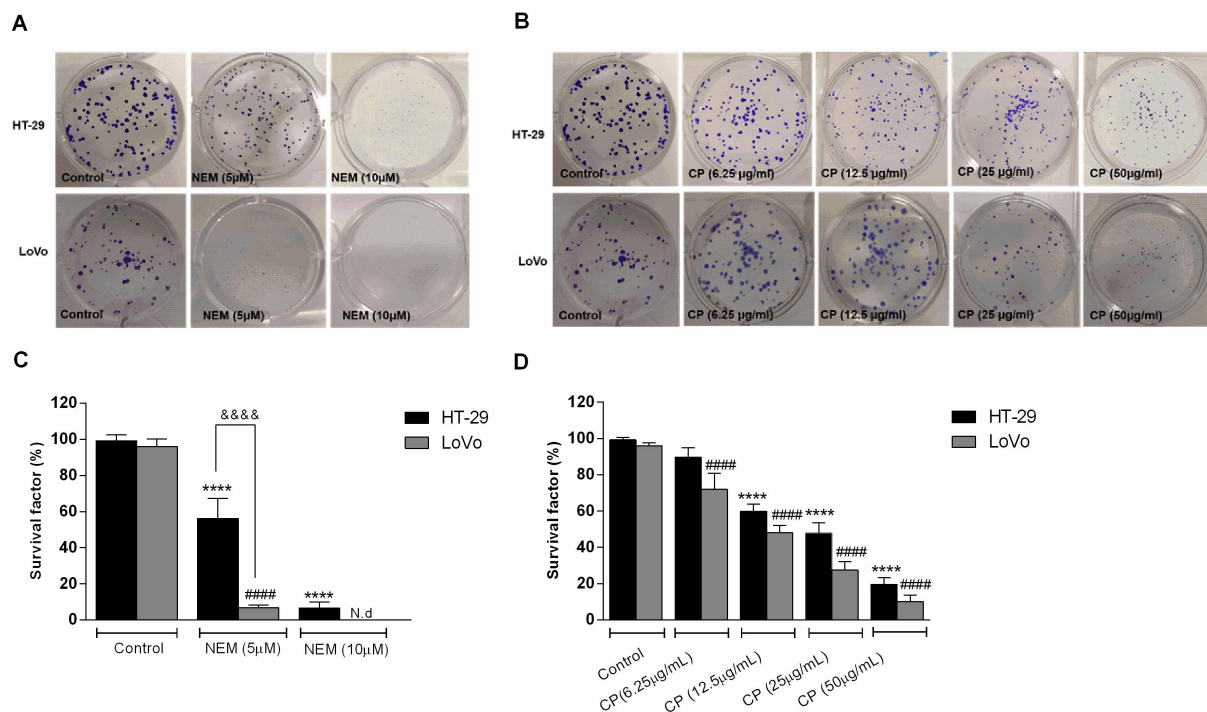 A
B
HT-29
Control
NEM (5µM)
NEM (10µM)
LoVo
Control
NEM (5µM)
NEM (10µM)
HT-29
Control
CP (6.25 µg/ml)
CP (12.5 µg/ml)
CP (25 µg/ml)
CP (50µg/ml)
LoVo
Control
CP (6.25 µg/ml)
CP (12.5 µg/ml)
CP (25 µg/ml)
CP (50µg/ml)
C
Survival factor (%)
120
100
80
60
40
20
0
&&&&
****
####
****
N.d
HT-29
LoVo
Control
NEM (5µM)
NEM (10µM)
D
Survival factor (%)
120
100
80
60
40
20
0
####
****
####
****
####
****
####
HT-29
LoVo
Control
CP(6.25µg/mL)
CP (12.5µg/mL)
CP (25µg/mL)
CP (50µg/mL)